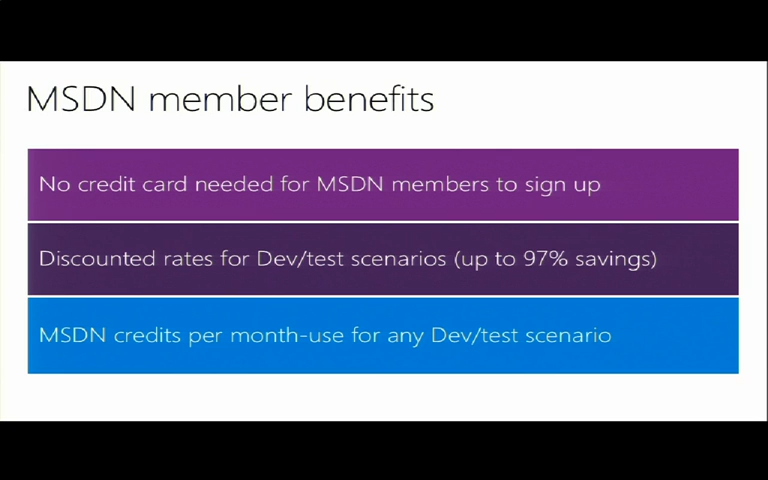 MSDN member benefits
No credit card needed for MSDN members to sign up
Discounted rates for Dev/test scenarios (up to 97% savings)
MSDN credits per month-use for any Dev/test scenario